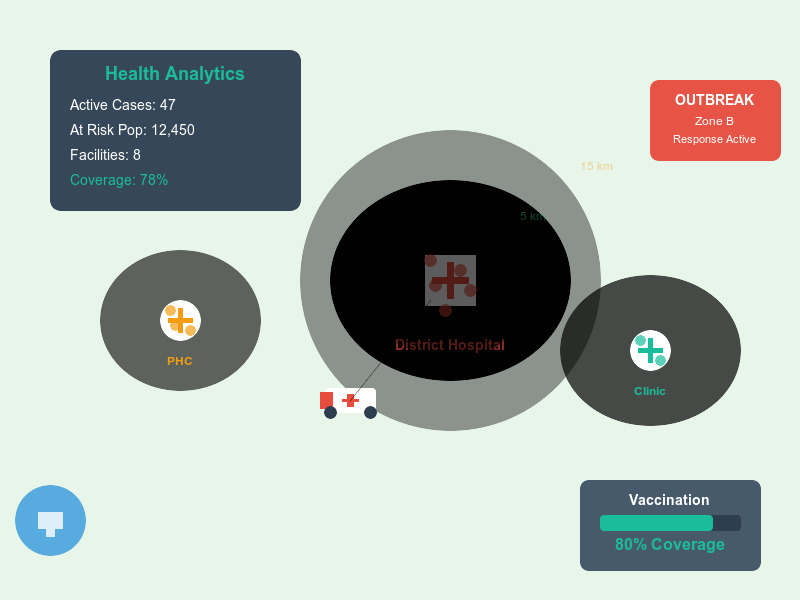 Health Analytics
Active Cases: 47
At Risk Pop: 12,450
Facilities: 8
Coverage: 78%
OUTBREAK
Zone B
Response Active
15 km
5 km
District Hospital
PHC
Clinic
Vaccination
80% Coverage